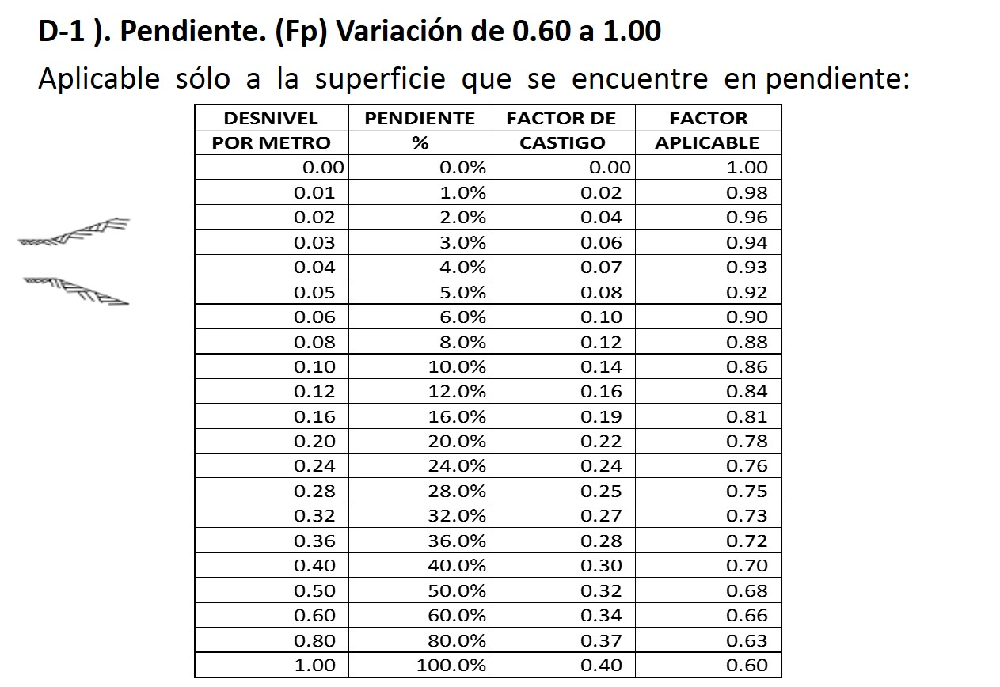 D-1 ). Pendiente. (Fp) Variación de 0.60 a 1.00
Aplicable sólo a la superficie que se encuentre en pendiente:
DESNIVEL PENDIENTE FACTOR DE FACTOR
POR METRO % CASTIGO APLICABLE
0.00 0.0% 0.00 1.00
0.01 1.0% 0.02 0.98
0.02 2.0% 0.04 0.96
0.03 3.0% 0.06 0.94
0.04 4.0% 0.07 0.93
0.05 5.0% 0.08 0.92
0.06 6.0% 0.10 0.90
0.08 8.0% 0.12 0.88
0.10 10.0% 0.14 0.86
0.12 12.0% 0.16 0.84
0.16 16.0% 0.19 0.81
0.20 20.0% 0.22 0.78
0.24 24.0% 0.24 0.76
0.28 28.0% 0.25 0.75
0.32 32.0% 0.27 0.73
0.36 36.0% 0.28 0.72
0.40 40.0% 0.30 0.70
0.50 50.0% 0.32 0.68
0.60 60.0% 0.34 0.66
0.80 80.0% 0.37 0.63
1.00 100.0% 0.40 0.60